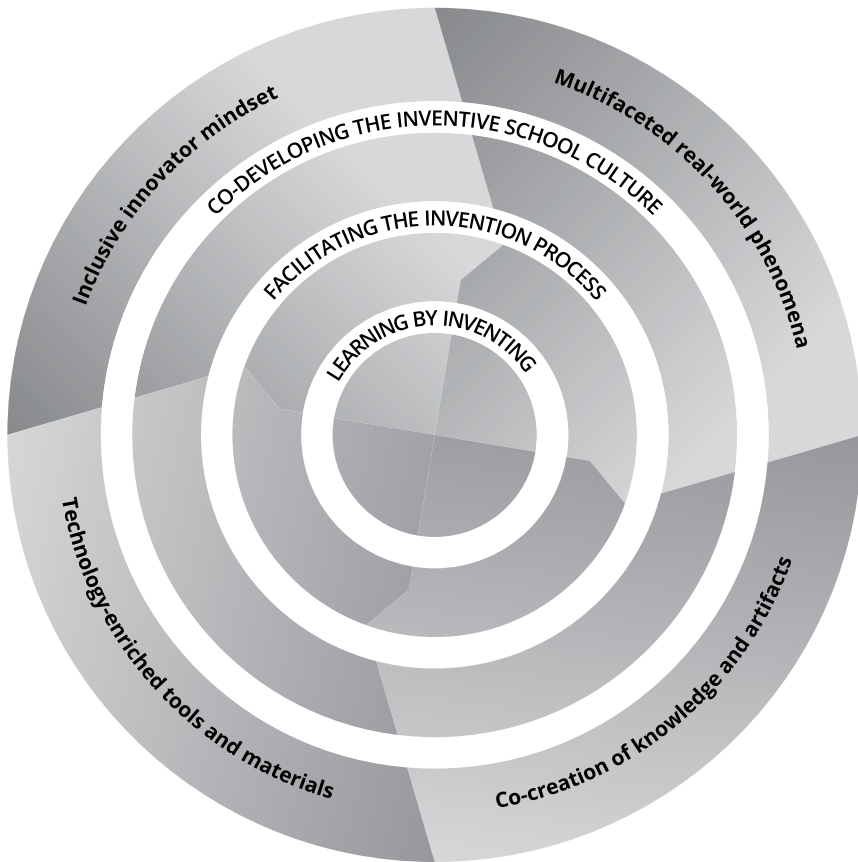 Inclusive innovator mindset
Multifaceted real-world phenomena
CO-DEVELOPING THE INVENTIVE SCHOOL CULTURE
FACILITATING THE INVENTION PROCESS
LEARNING BY INVENTING
Technology-enriched tools and materials
Co-creation of knowledge and artifacts